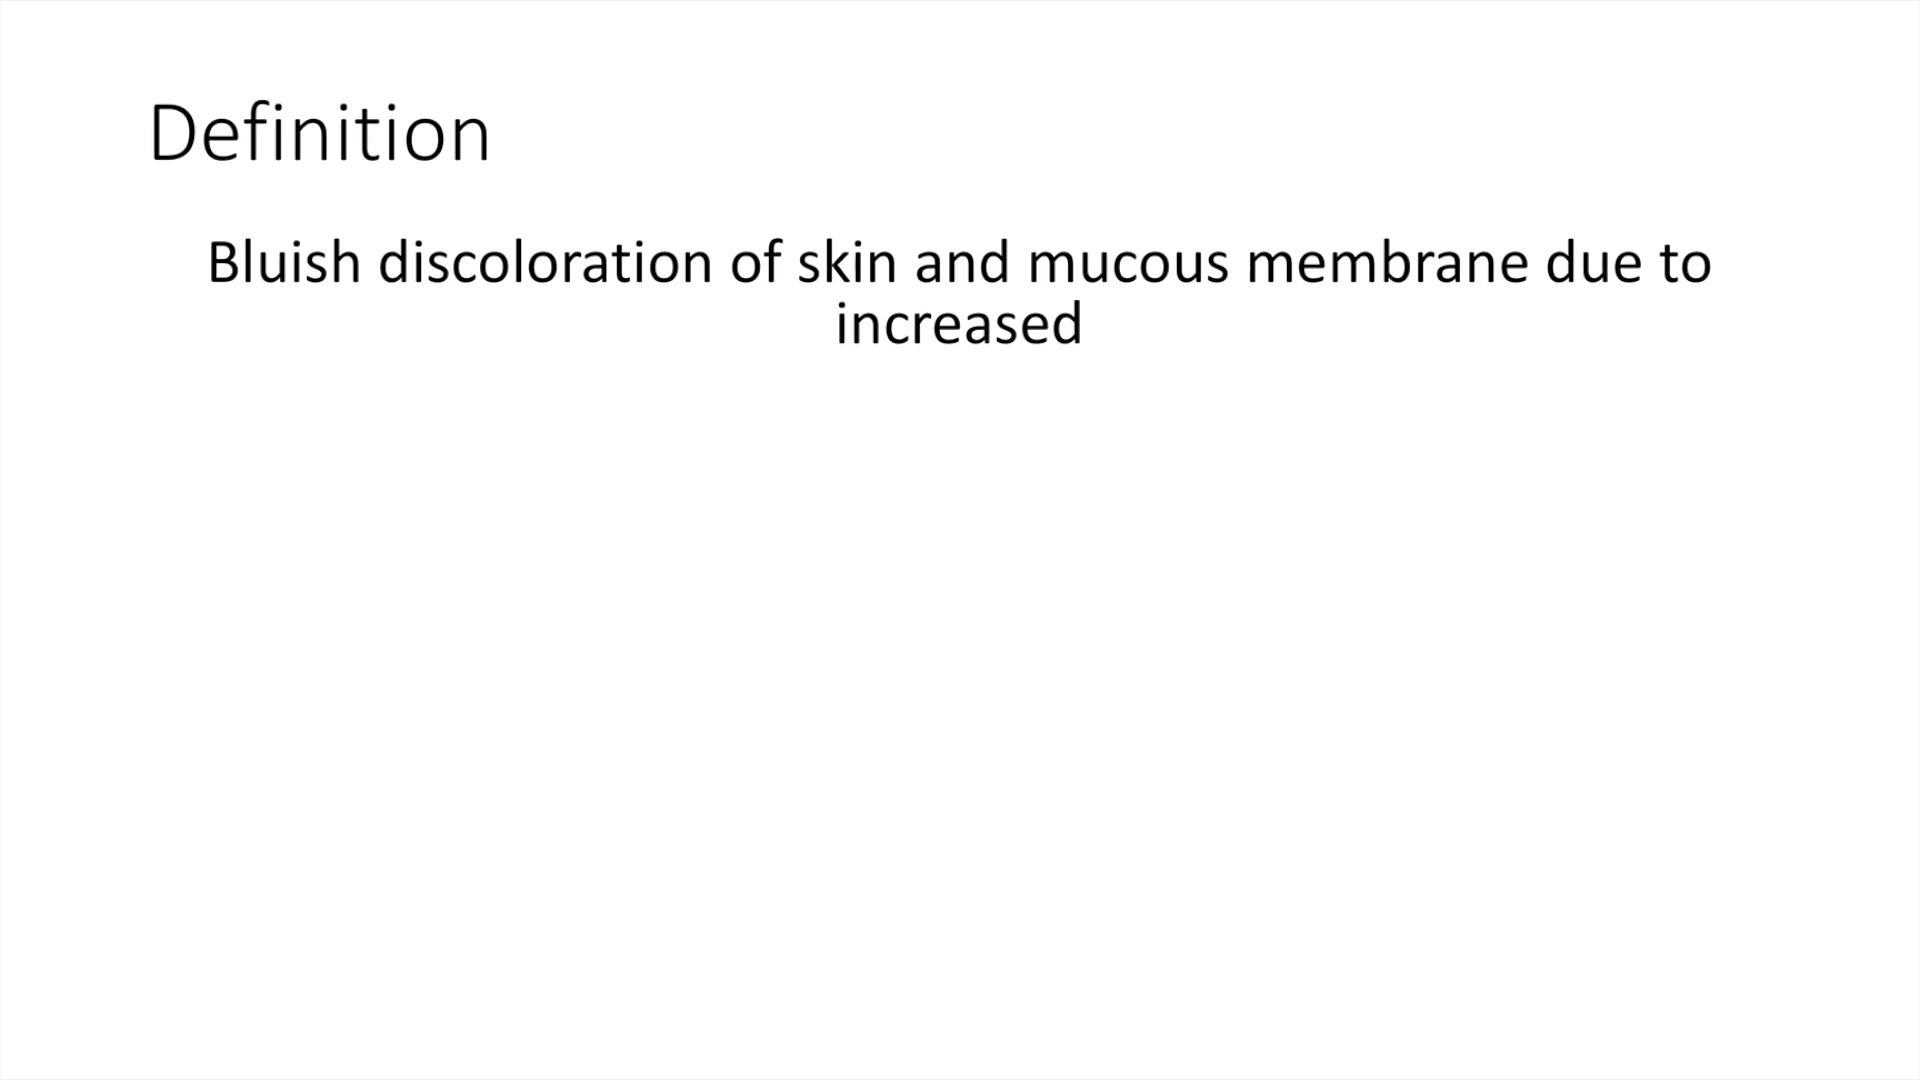 Definition
Bluish discoloration of skin and mucous membrane due to
increased